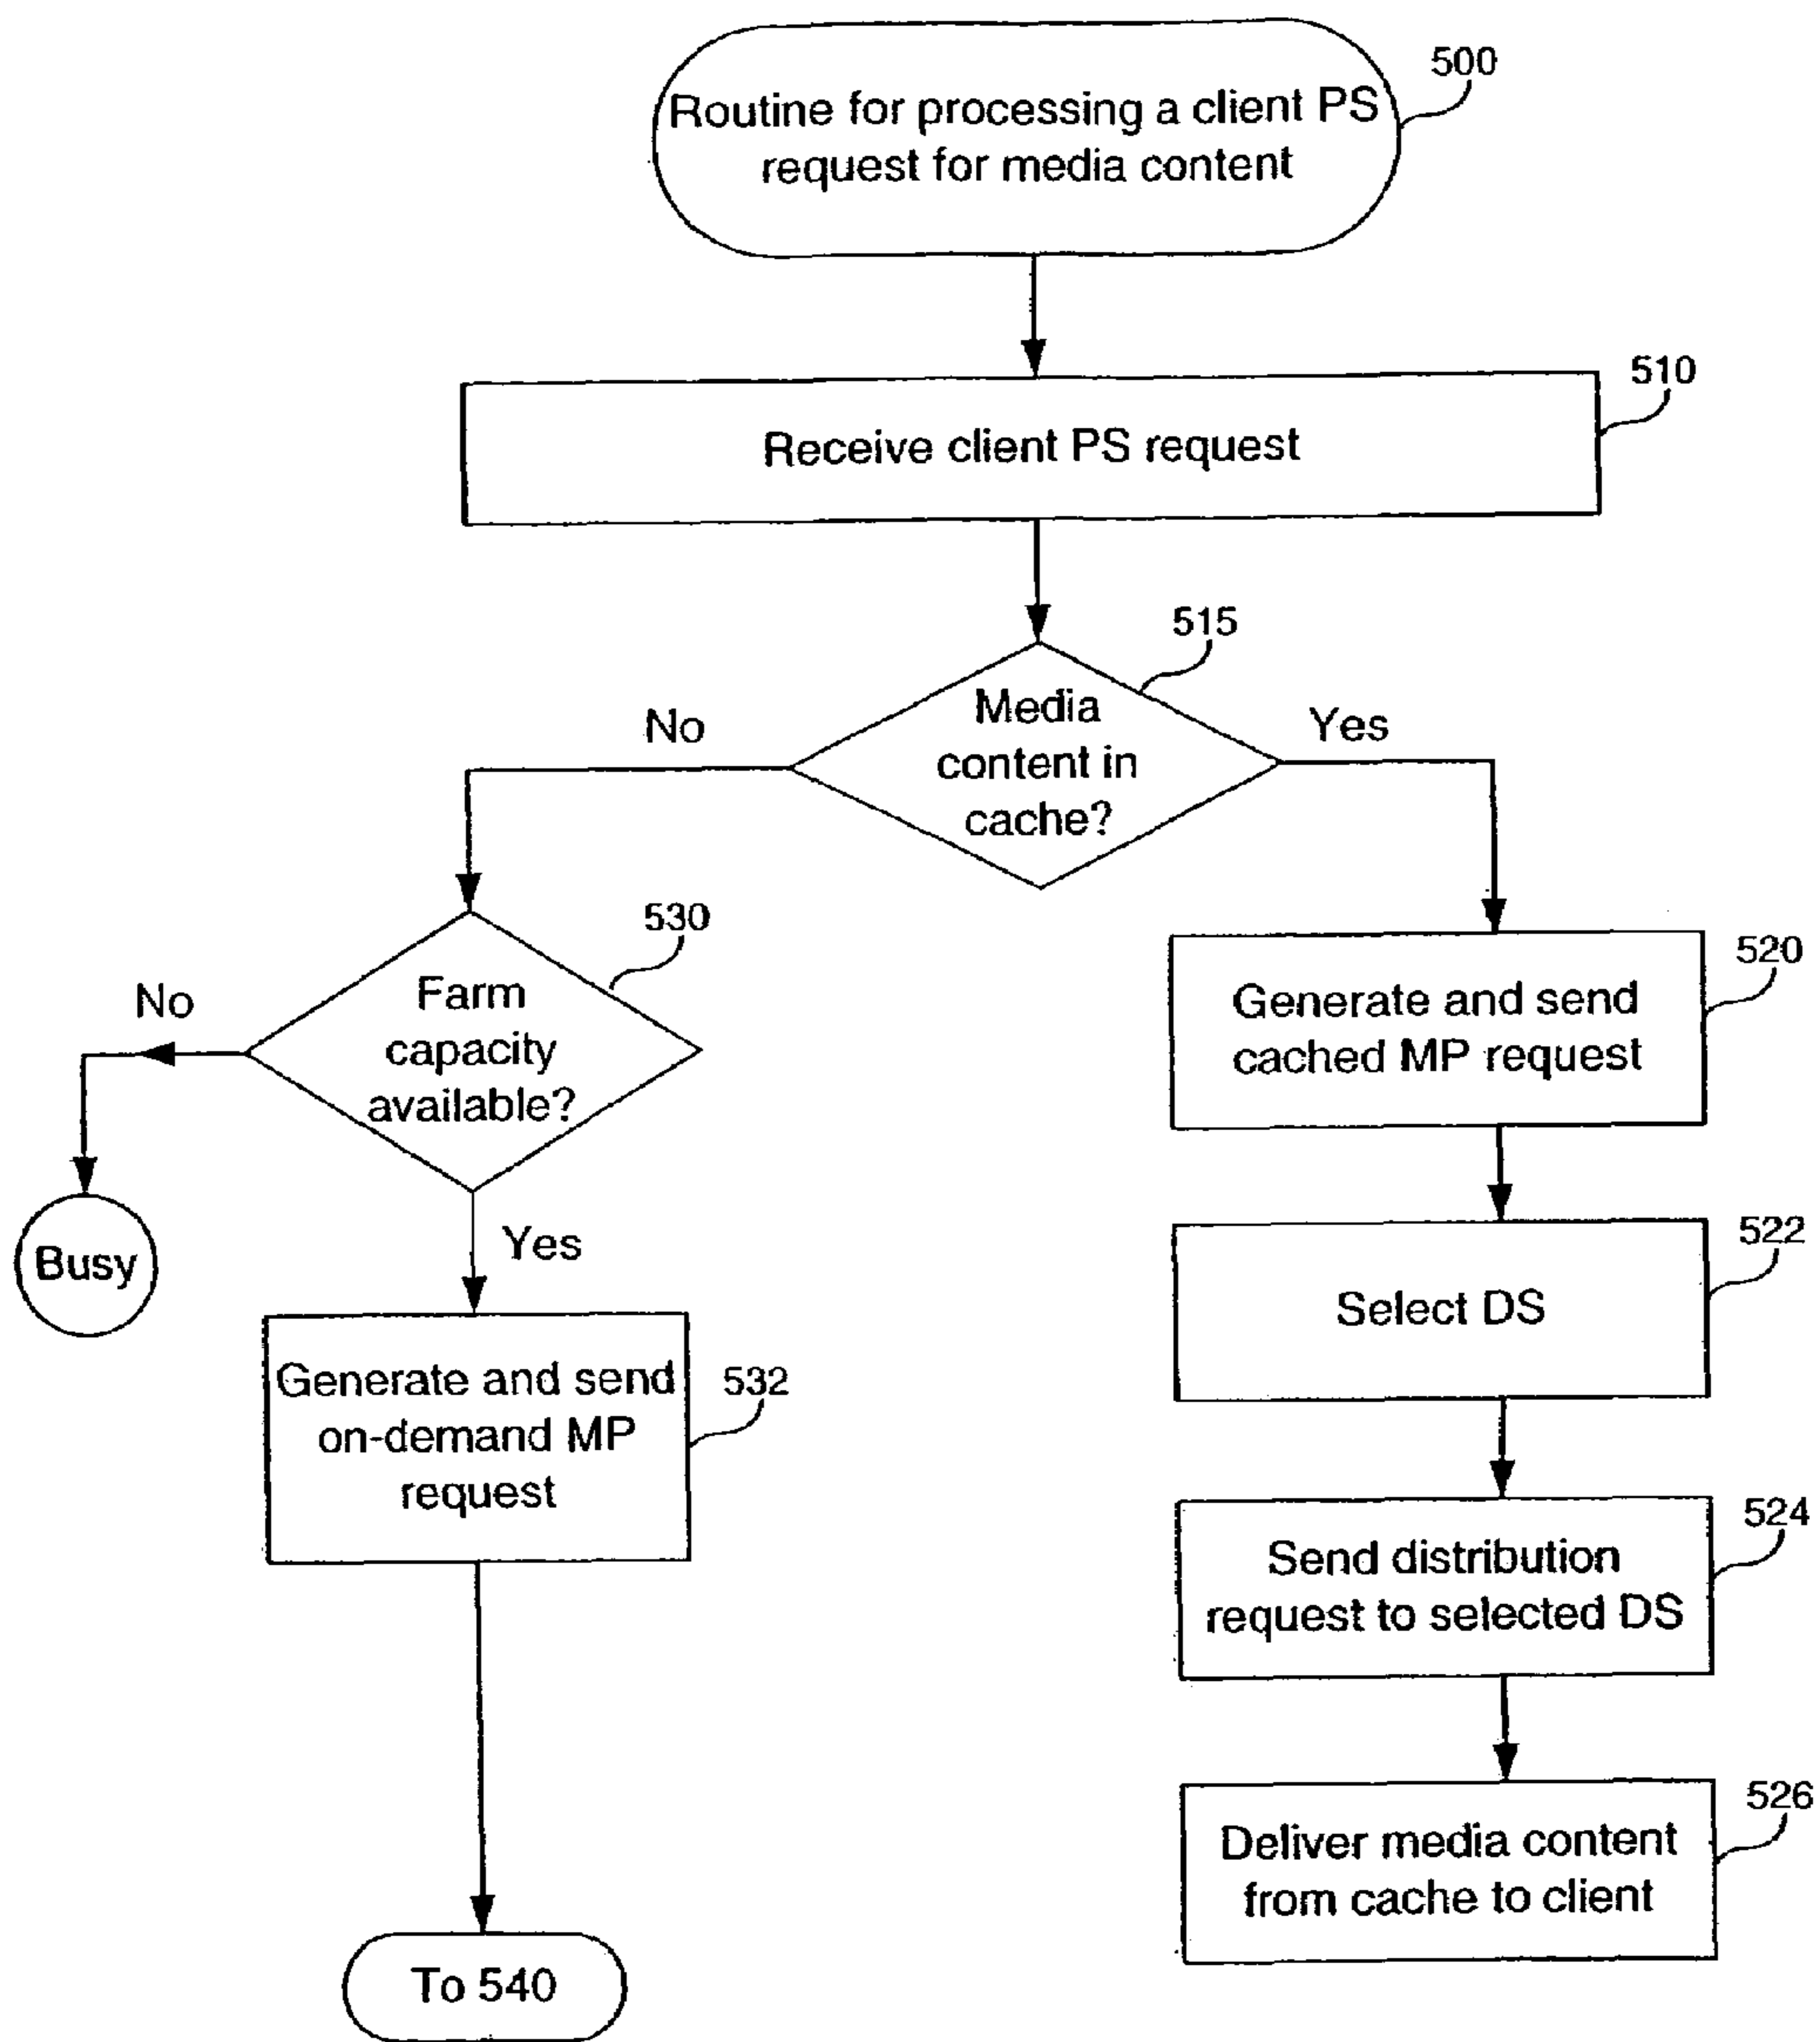 500
Routine for processing a client PS
request for media content
510
Receive client PS request
515
Media
content in
cache?
No
Yes
530
Farm
capacity
available?
No
Busy
Yes
532
Generate and send
on-demand MP
request
To 540
520
Generate and send
cached MP request
522
Select DS
524
Send distribution
request to selected DS
526
Deliver media content
from cache to client